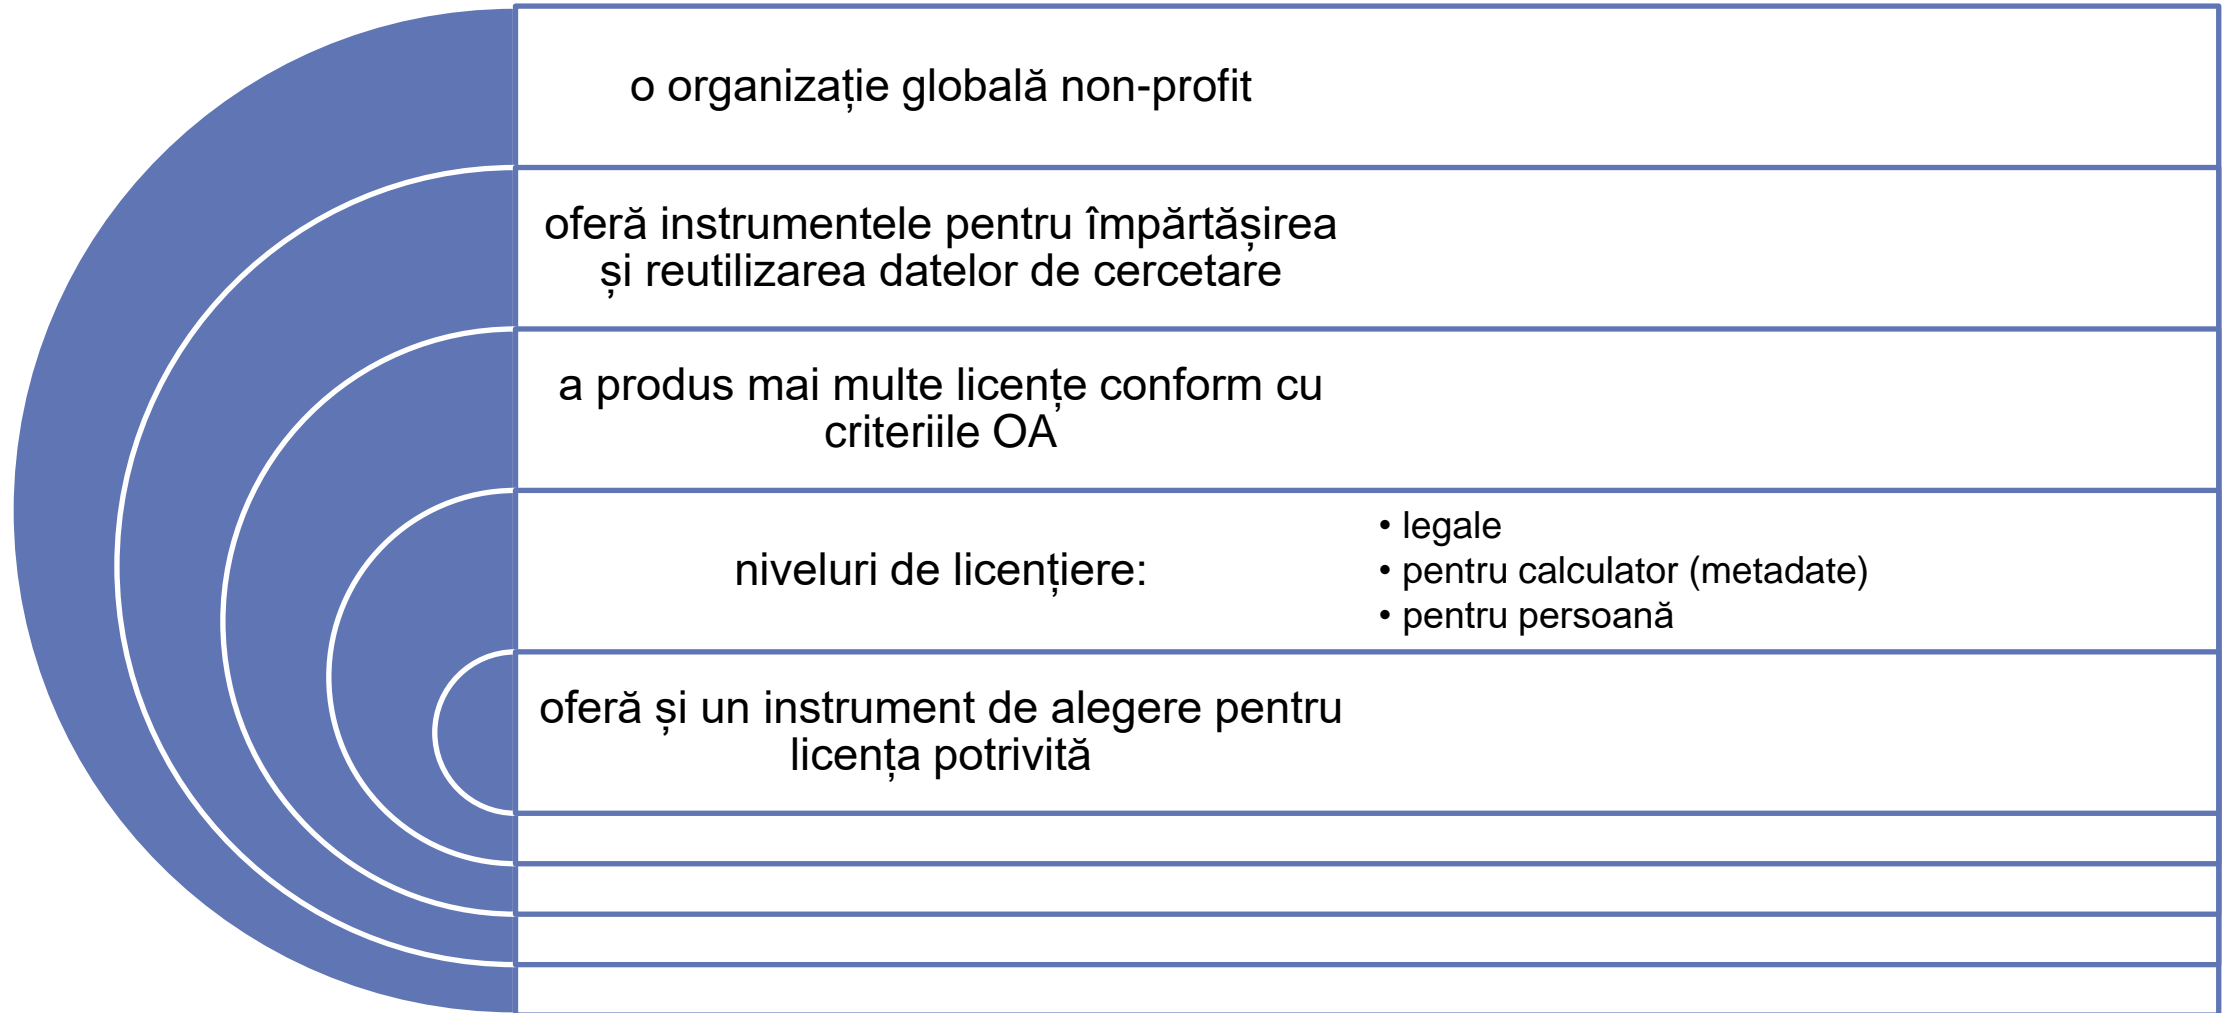 o organizație globală non-profit
oferă instrumentele pentru împărtășirea
și reutilizarea datelor de cercetare
a produs mai multe licențe conform cu
criteriile OA
niveluri de licențiere:
• legale
• pentru calculator (metadate)
• pentru persoană
oferă și un instrument de alegere pentru
licența potrivită